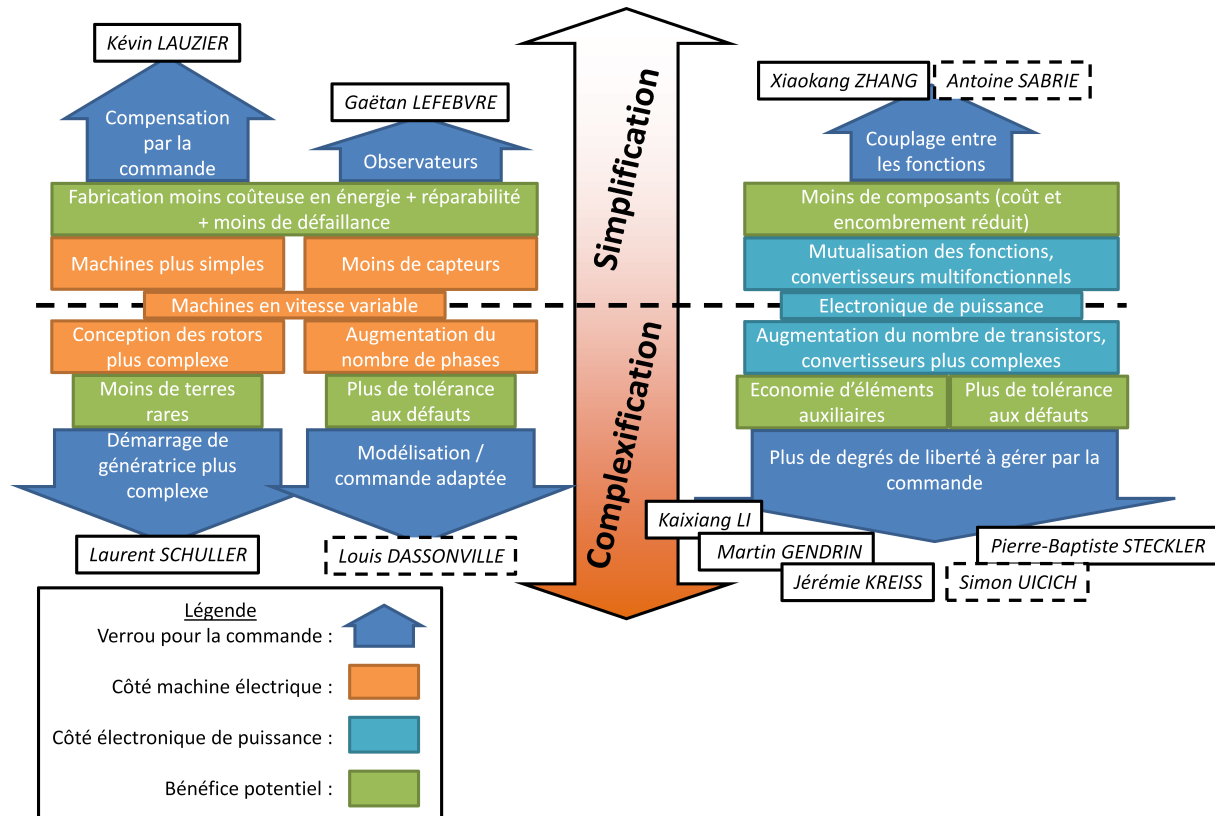 Kévin LAUZIER
Compensation
par la
commande
Gaëtan LEFEBVRE
Observateurs
Fabrication moins coûteuse en énergie + réparabilité
+ moins de défaillance
Machines plus simples
Moins de capteurs
Machines en vitesse variable
Conception des rotors
plus complexe
Augmentation du
nombre de phases
Moins de terres
rares
Plus de tolérance
aux défauts
Démarrage de
génératrice plus
complexe
Modélisation /
commande adaptée
Laurent SCHULLER
Louis DASSONVILLE
Simplification
Complexification
Xiaokang ZHANG
Antoine SABRIE
Couplage entre
les fonctions
Moins de composants (coût et
encombrement réduit)
Mutualisation des fonctions,
convertisseurs multifonctionnels
Electronique de puissance
Augmentation du nombre de transistors,
convertisseurs plus complexes
Economie d'éléments
auxiliaires
Plus de tolérance
aux défauts
Plus de degrés de liberté à gérer par la
commande
Kaixiang LI
Martin GENDRIN
Pierre-Baptiste STECKLER
Jérémie KREISS
Simon UICICH
Légende
Verrou pour la commande :
Côté machine électrique :
Côté électronique de puissance :
Bénéfice potentiel :